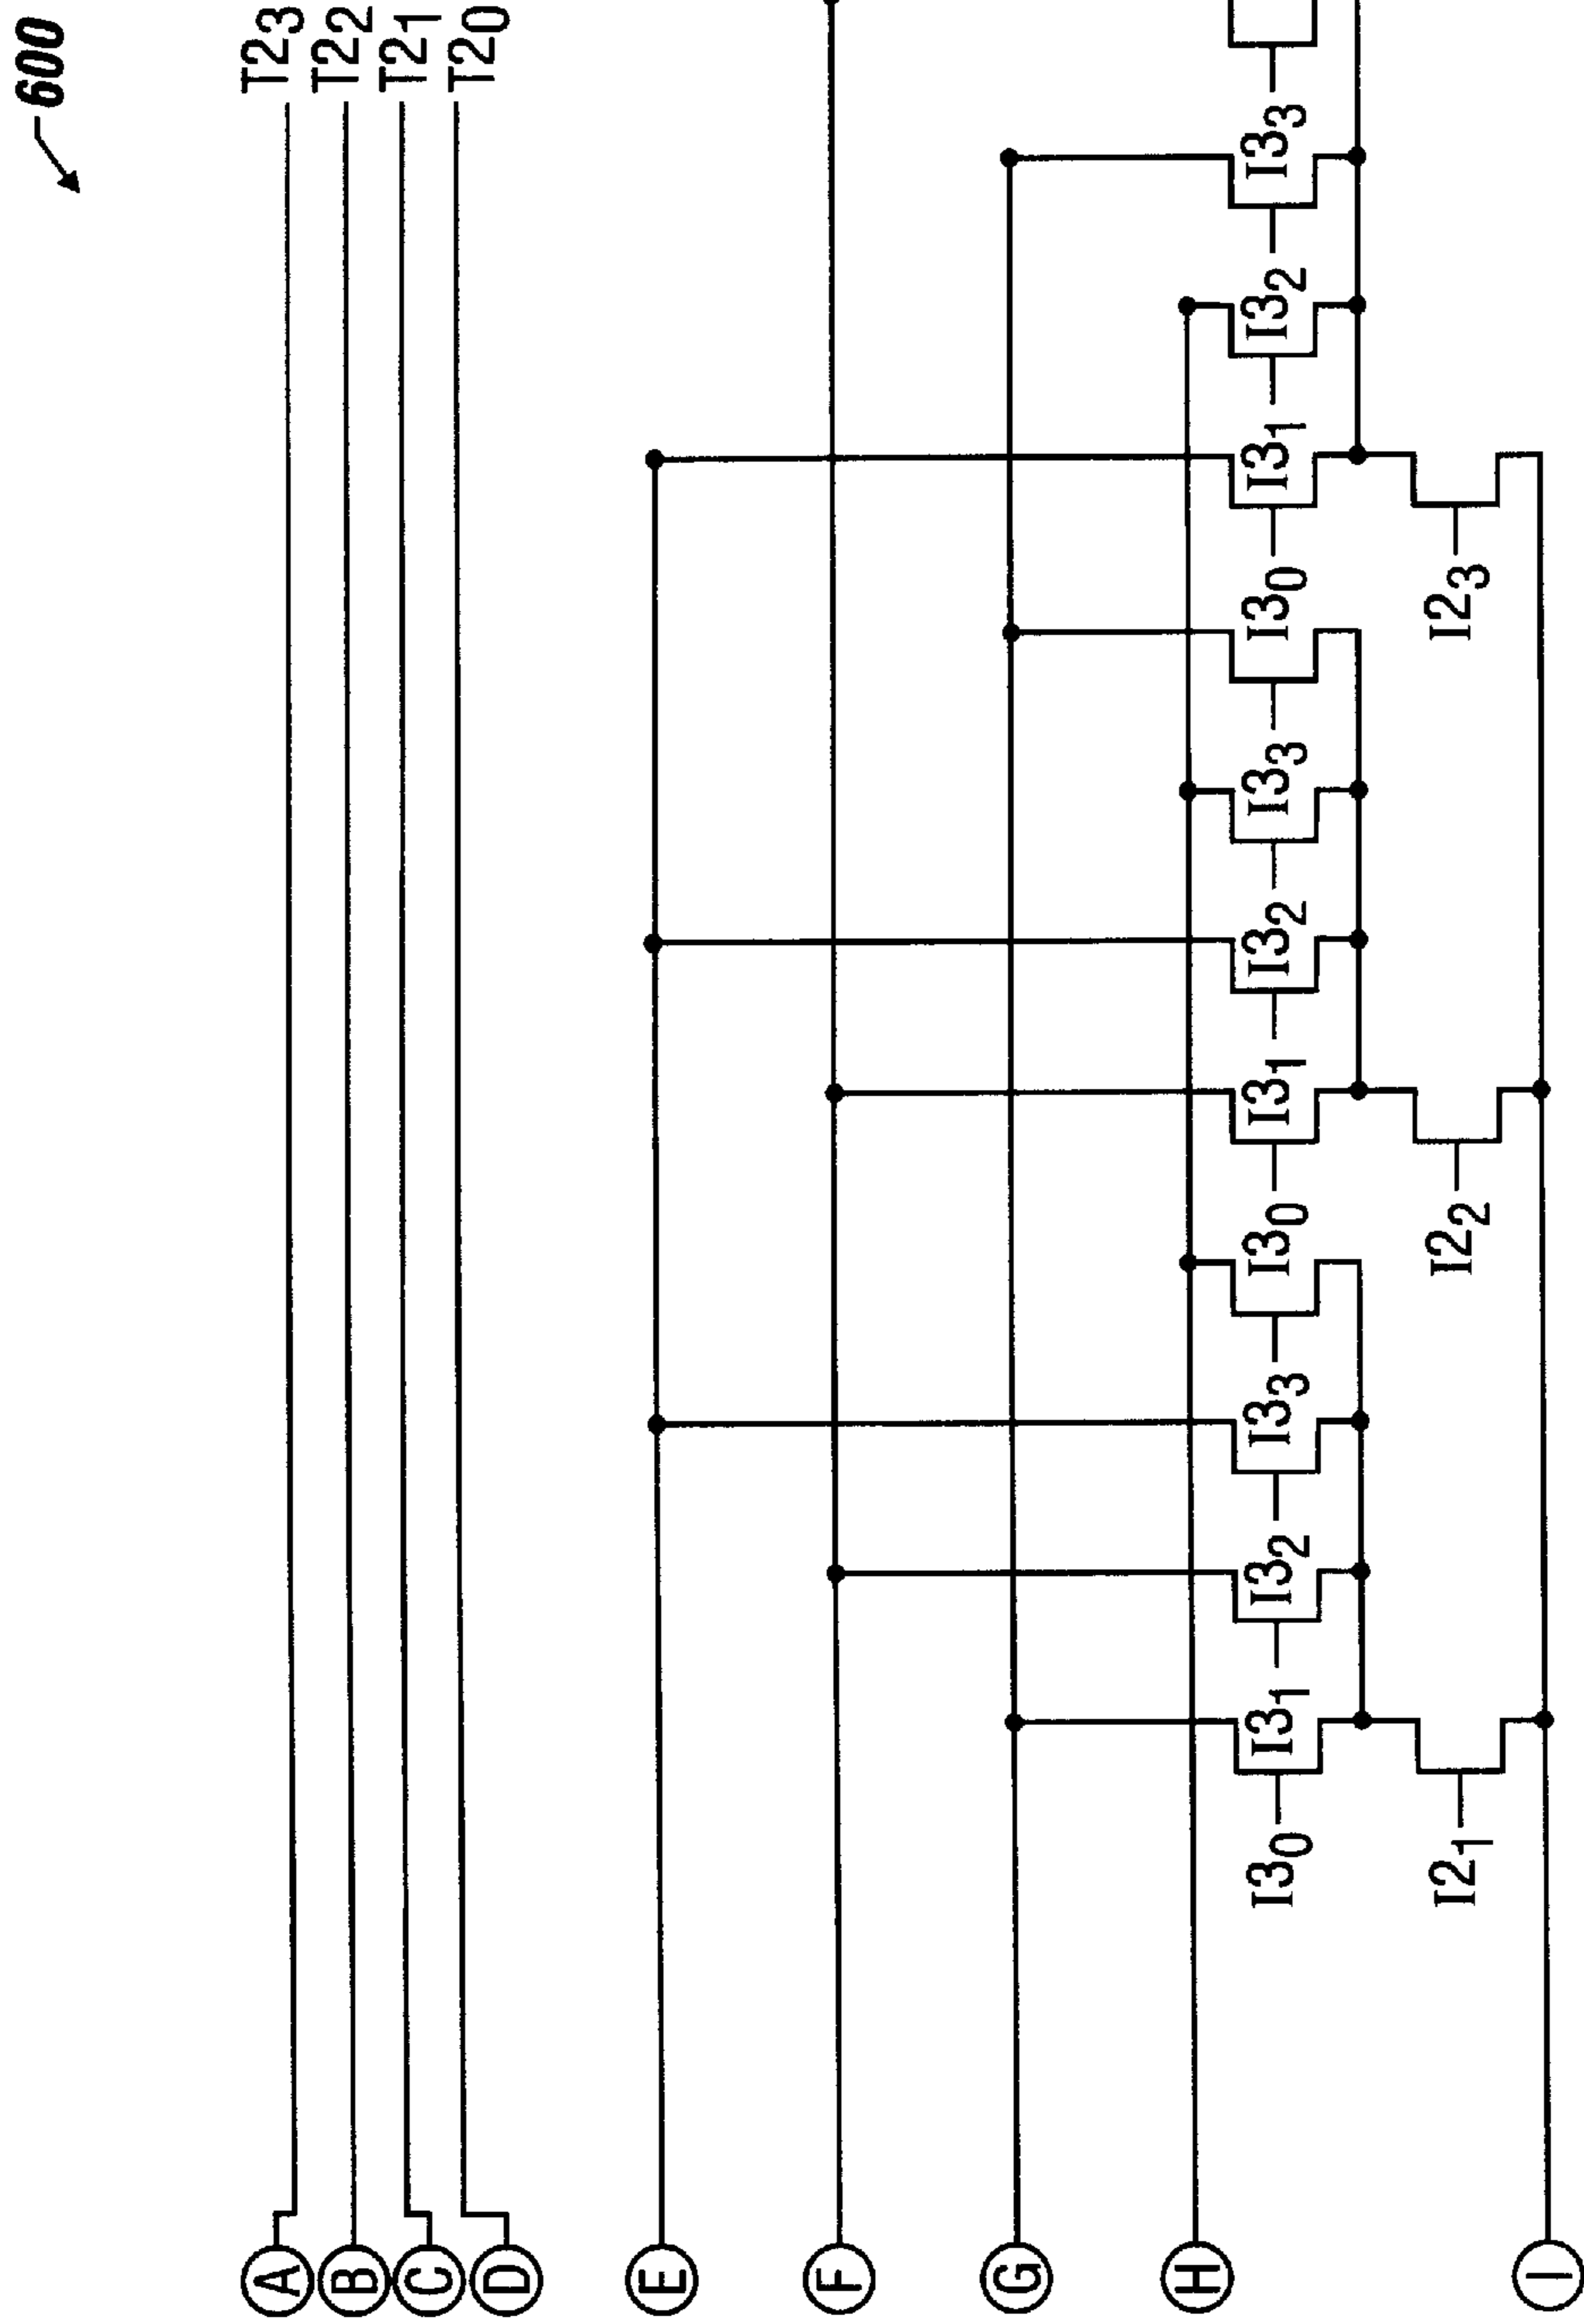 600
A T2₃
B T2₂
C T2₁
D T2₀
E
F
G
H
I3₀ I3₁ I3₂ I3₃ I3₀ I3₁ I3₂ I3₃ I3₀ I3₁ I3₂ I3₃
I2₁ I2₂ I2₃
I